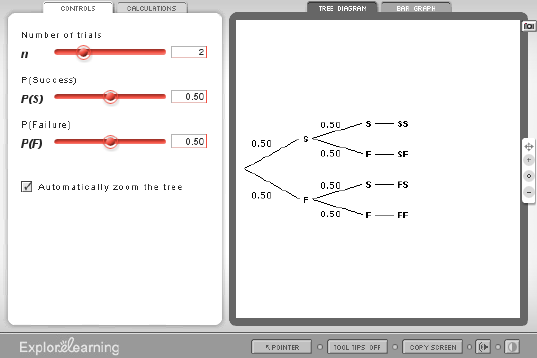 CONTROLS
CALCULATIONS
TREE DIAGRAM
BAR GRAPH
Number of trials
n
2
P(Success)
P(S)
0.50
P(Failure)
P(F)
0.50
Automatically zoom the tree
0.50 S
0.50 S SS
0.50 F SF
0.50 F
0.50 S FS
0.50 F FF
ExploreLearning
POINTER
TOOL TIPS OFF
COPY SCREEN